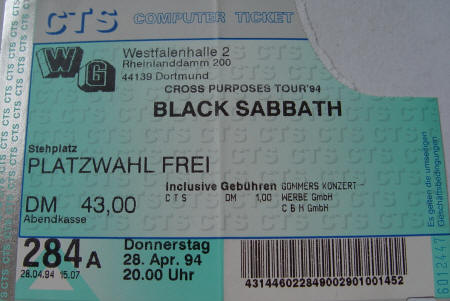 CTS COMPUTER TICKET
WG
Westfalenhalle 2
Rheinlanddamm 200
44139 Dortmund
CROSS PURPOSES TOUR'94
BLACK SABBATH
Stehplatz
PLATZWAHL FREI
Inclusive Gebühren GOMMERS KONZERT-
CTS DM 1,00 WERBE GmbH
C & H GmbH
DM 43,00
Abendkasse
284 A Donnerstag
28.04.94 15.07 28. Apr. 94
20.00 Uhr
431446022849002901001452
Es gelten die umseitigen
Geschäftsbedingungen
6012447